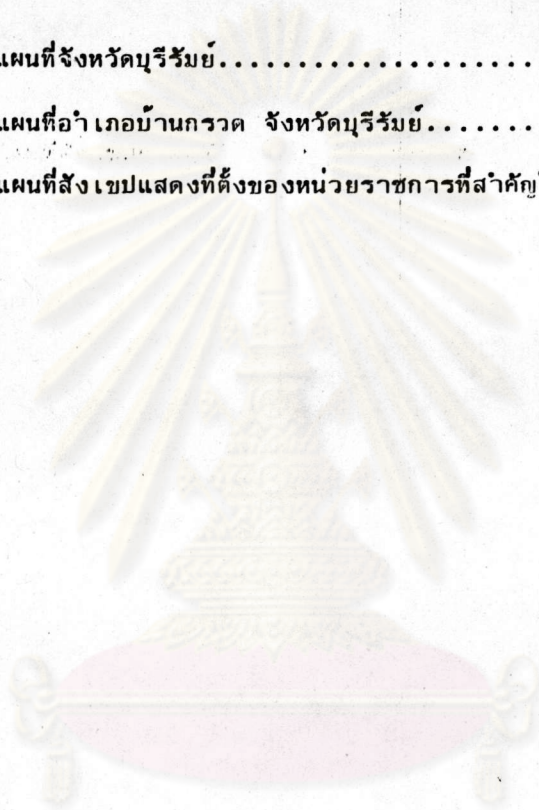 แผนที่จังหวัดบุรีรัมย์......................
แผนที่อำเภอบ้านกรวด จังหวัดบุรีรัมย์.......
แผนที่สังเขปแสดงที่ตั้งของหน่วยราชการที่สำคัญ